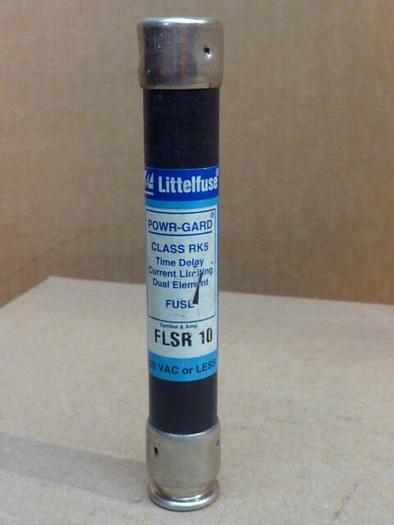 Littelfuse®
POWR-GARD®
CLASS RK5
Time Delay
Current Limiting
Dual Element
FUSE
Symbol & Amp.
FLSR 10
VAC or LESS